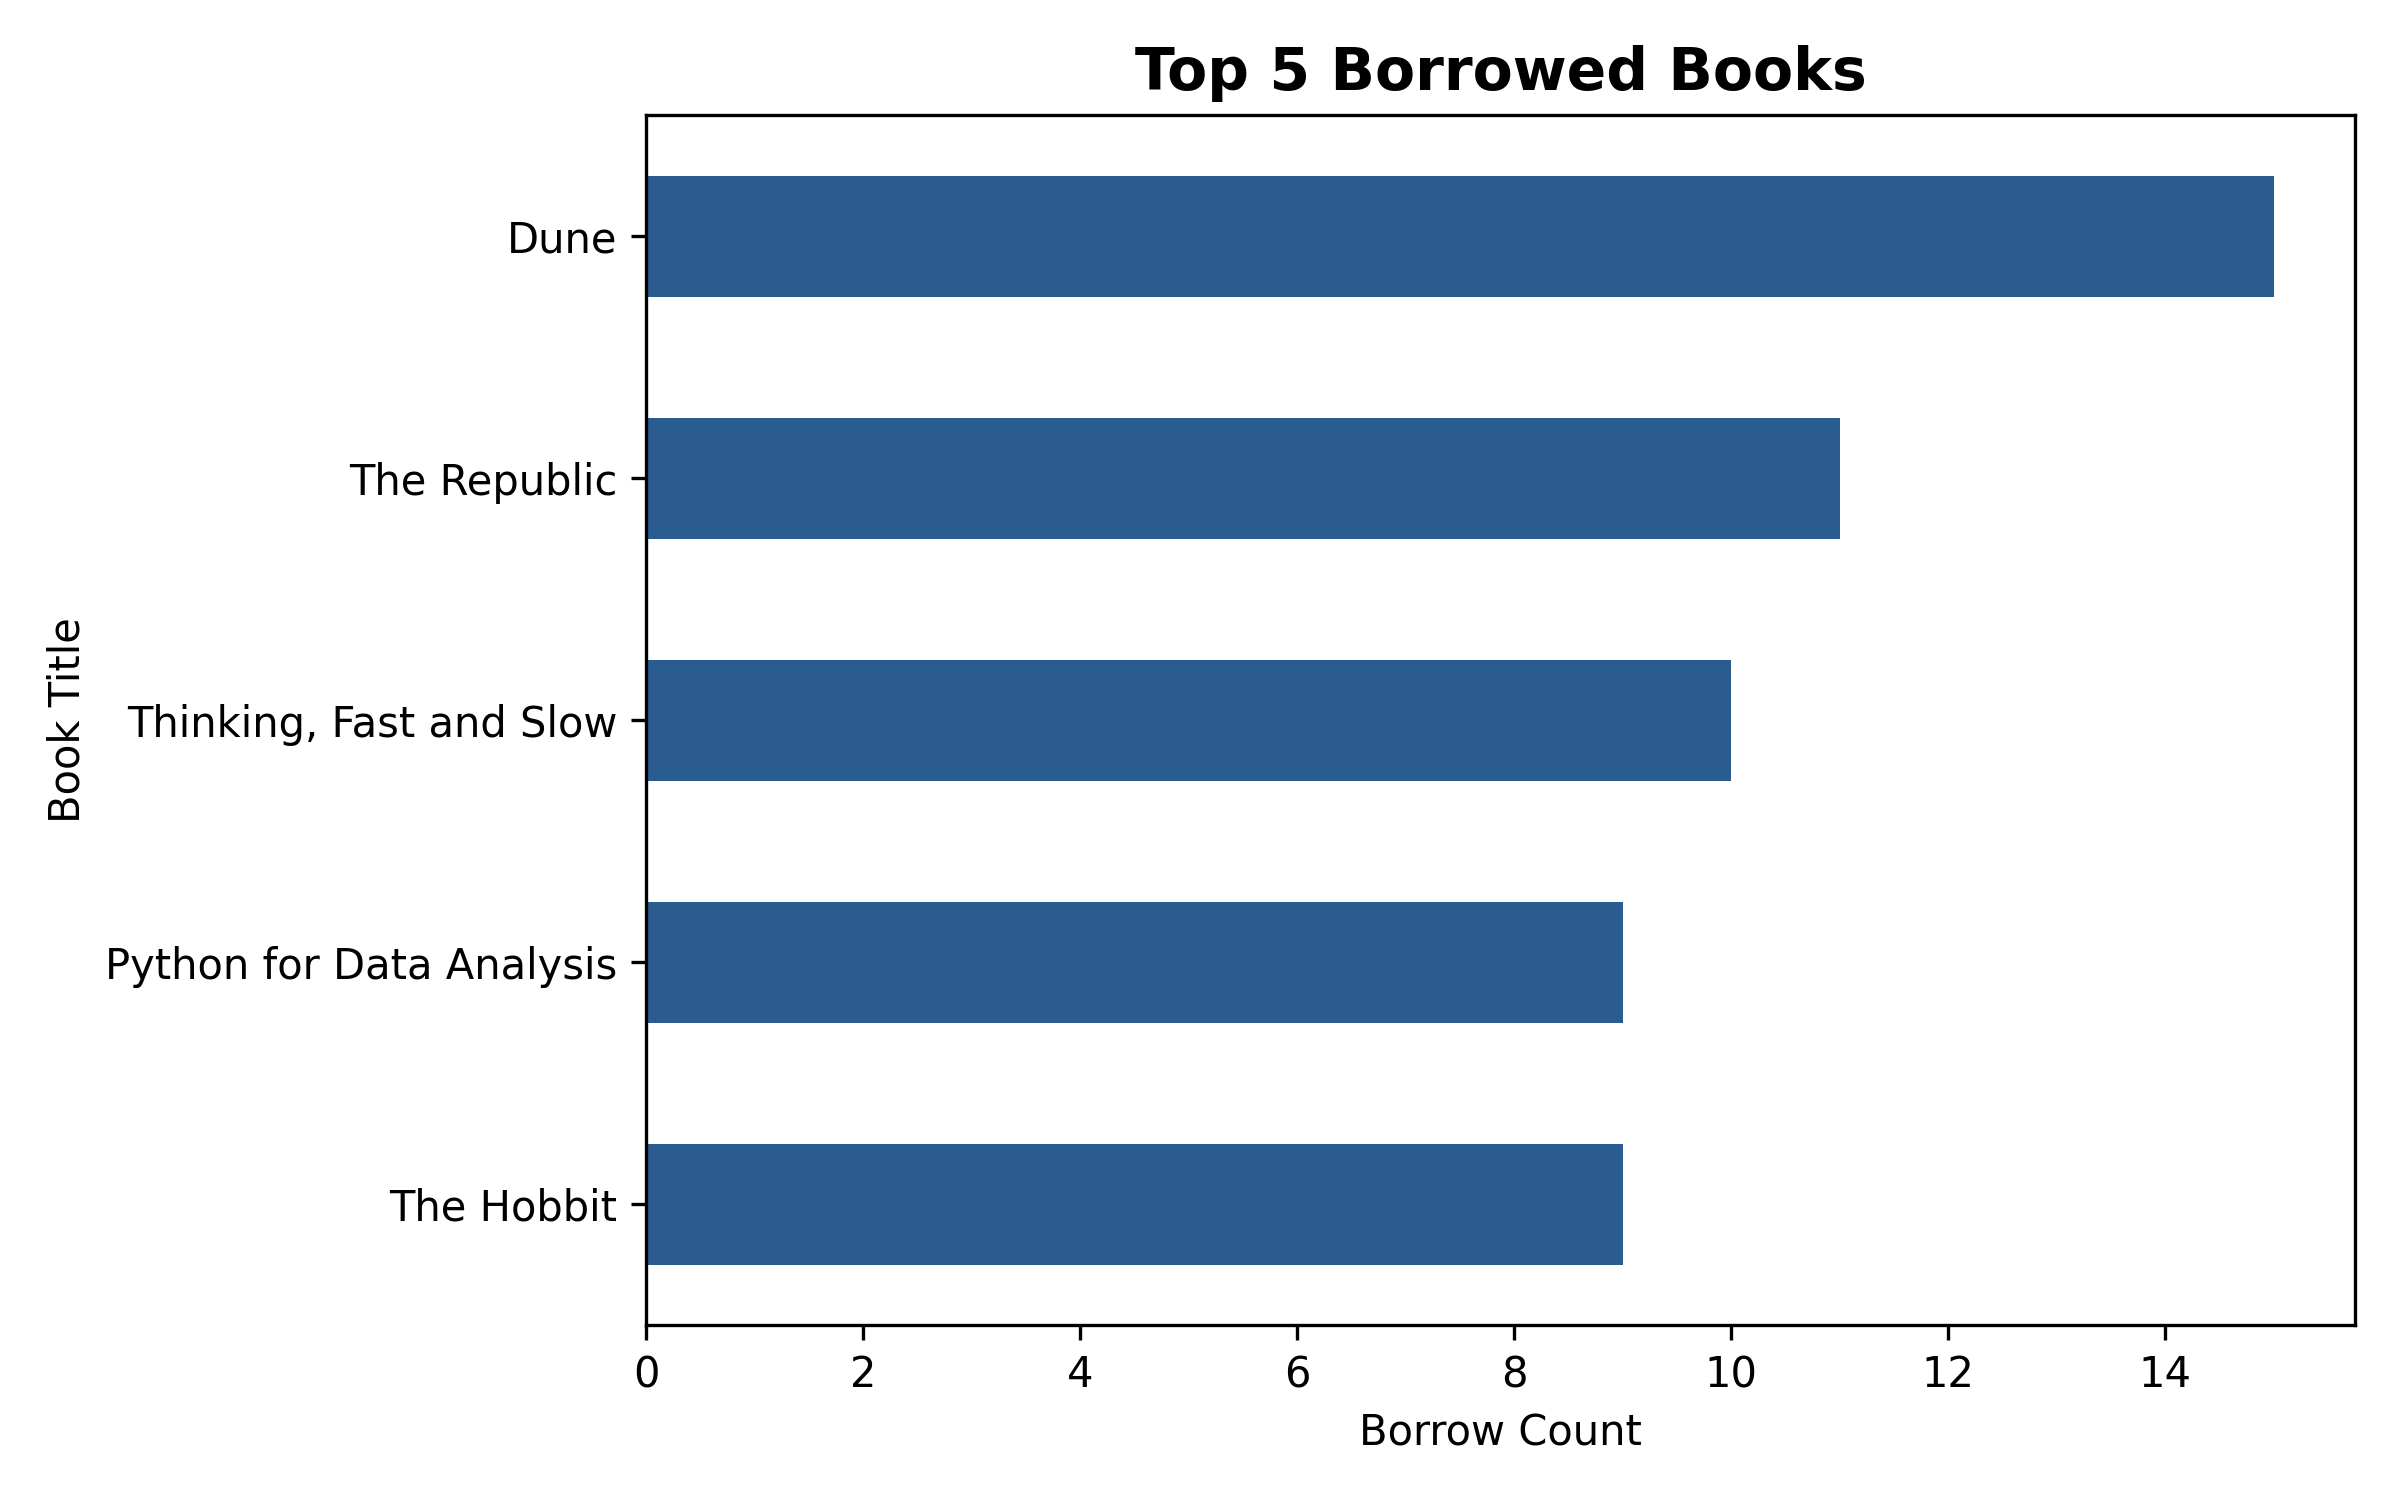 Top 5 Borrowed Books
Dune
The Republic
Thinking, Fast and Slow
Python for Data Analysis
The Hobbit
Book Title
0 2 4 6 8 10 12 14
Borrow Count